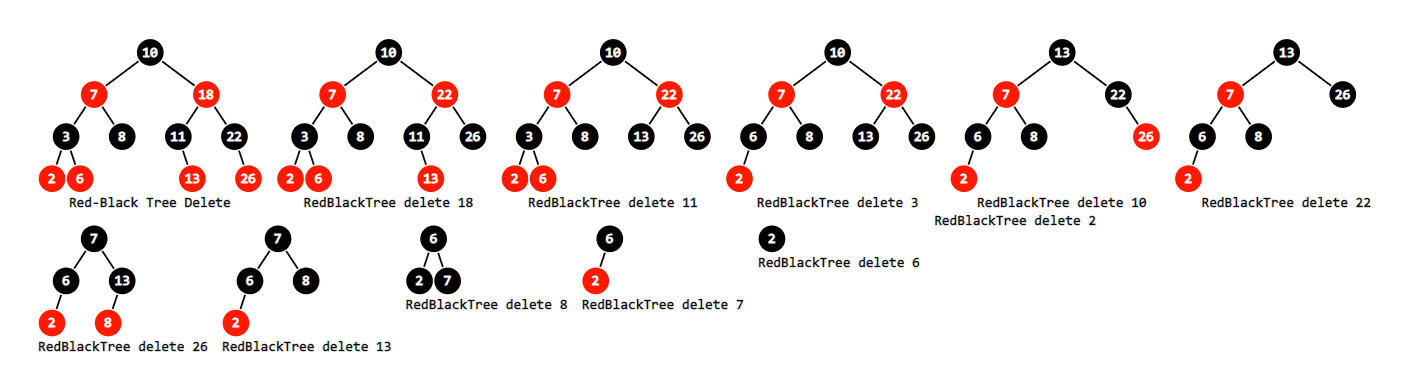 10 10 10 10 13 13
7 18 7 22 7 22 7 22 7 22 7 26
3 8 11 22 3 8 11 26 3 8 13 26 6 8 13 26 6 8 26 6 8
2 6 13 26 2 6 13 2 6 2 2 2
Red-Black Tree Delete RedBlackTree delete 18 RedBlackTree delete 11 RedBlackTree delete 3 RedBlackTree delete 10 RedBlackTree delete 22
RedBlackTree delete 2
7 7 6 6 2
RedBlackTree delete 6
6 13 6 8 2 7 2
RedBlackTree delete 8 RedBlackTree delete 7
2 8 2
RedBlackTree delete 26 RedBlackTree delete 13